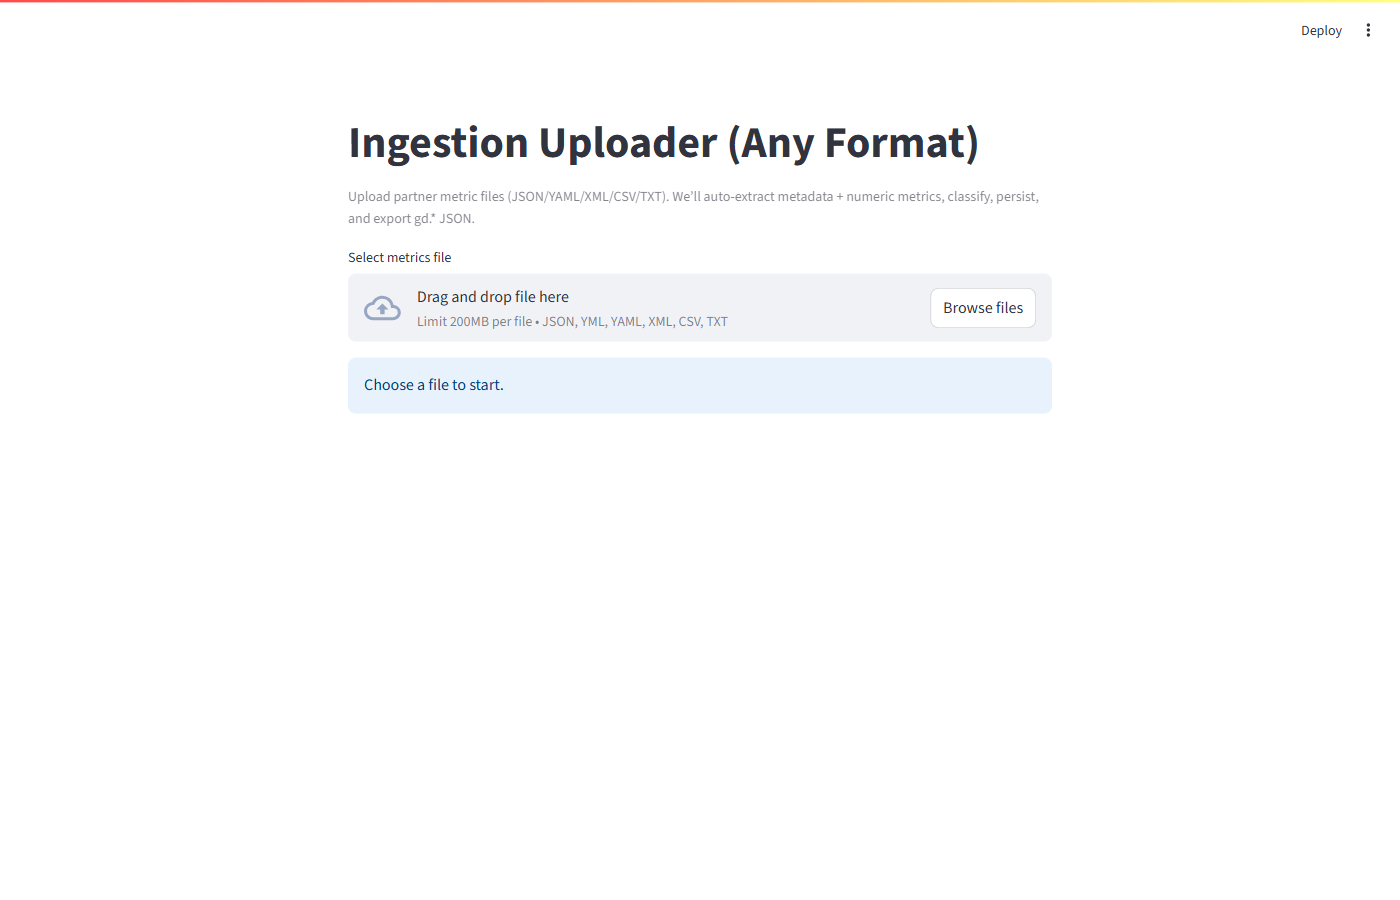 Deploy
Ingestion Uploader (Any Format)
Upload partner metric files (JSON/YAML/XML/CSV/TXT). We’ll auto-extract metadata + numeric metrics, classify, persist,
and export gd.* JSON.
Select metrics file
Drag and drop file here
Limit 200MB per file • JSON, YML, YAML, XML, CSV, TXT
Browse files
Choose a file to start.